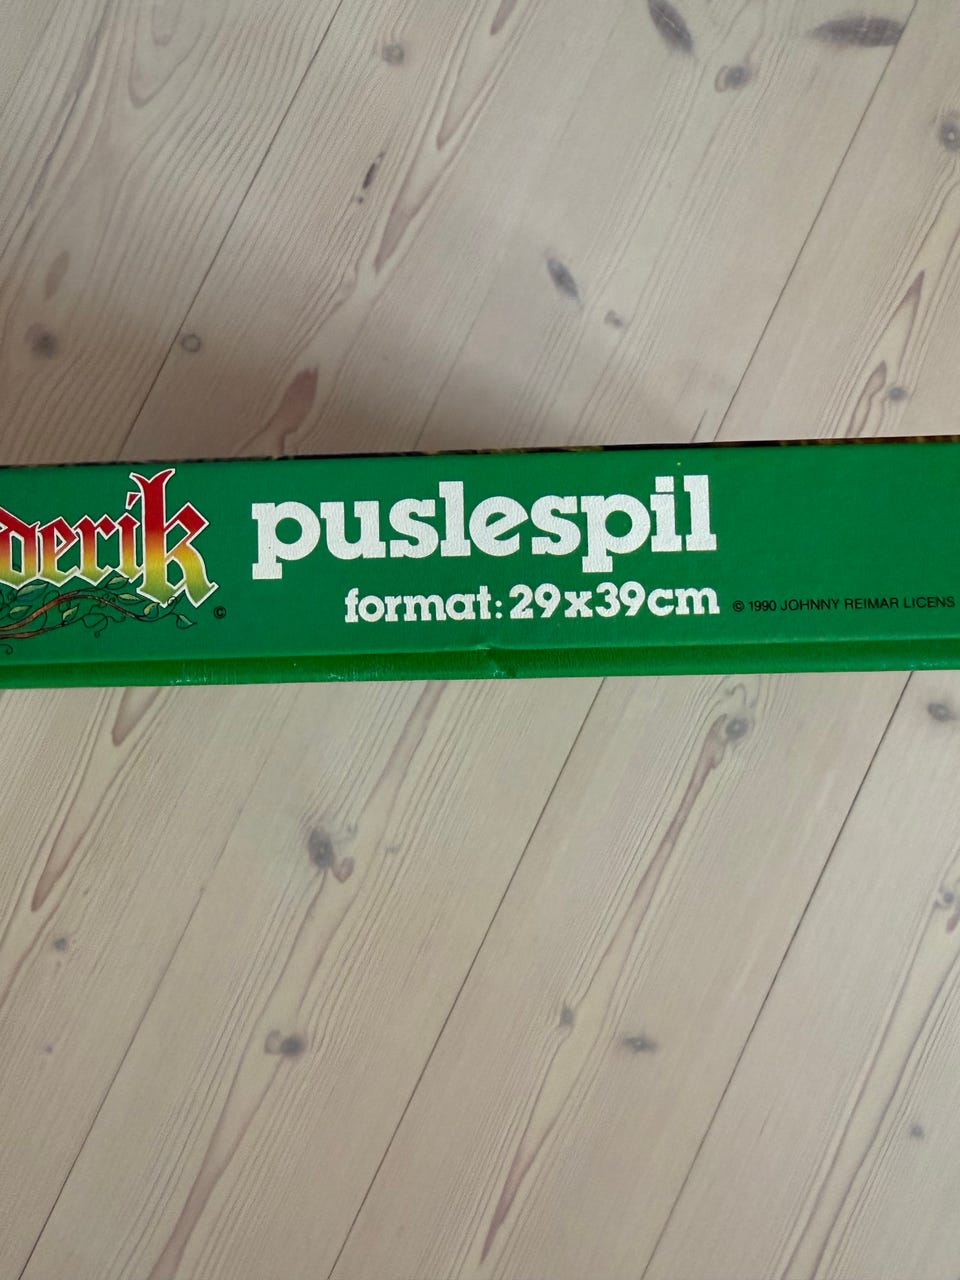 derik puslespil
format: 29x39cm © 1990 JOHNNY REIMAR LICENS
©